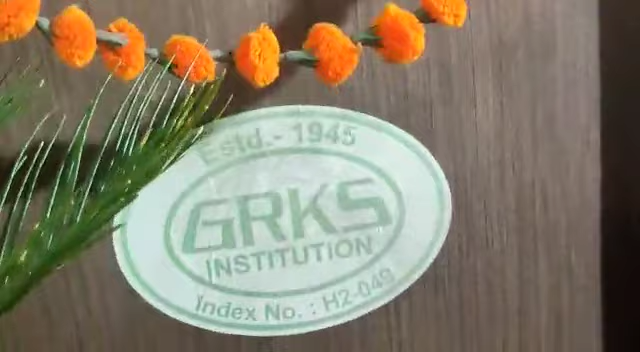 Estd.- 1945
GRKS
INSTITUTION
Index No. : H2-049